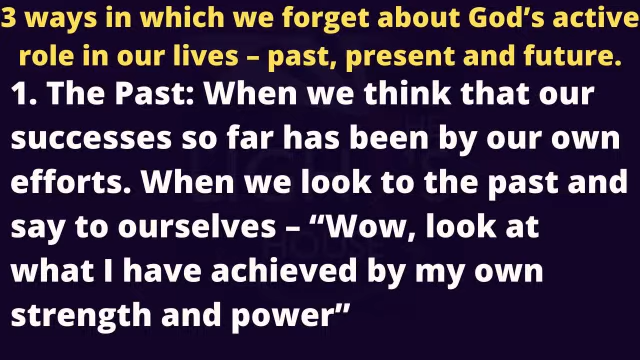 3 ways in which we forget about God’s active
role in our lives – past, present and future.
1. The Past: When we think that our
successes so far has been by our own
efforts. When we look to the past and
say to ourselves – “Wow, look at
what I have achieved by my own
strength and power”
HOUSE